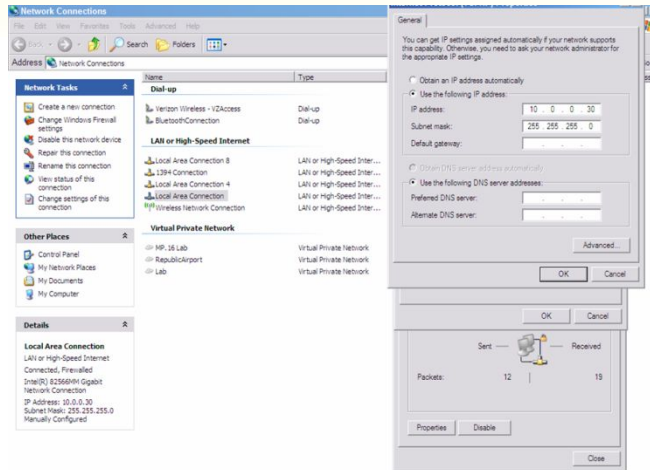 Network Connections
File Edit View Favorites Tools Advanced Help
Back Search Folders
Address Network Connections
Network Tasks
Create a new connection
Change Windows Firewall
settings
Disable this network device
Repair this connection
Rename this connection
View status of this
connection
Change settings of this
connection
Other Places
Control Panel
My Network Places
My Documents
My Computer
Details
Local Area Connection
LAN or High-Speed Internet
Connected, Firewalled
Intel(R) 82566MM Gigabit
Network Connection
IP Address: 10.0.0.30
Subnet Mask: 255.255.255.0
Manually Configured
Name Type
Dial-up
Verizon Wireless - VZAccess Dial-up
BluetoothConnection Dial-up
LAN or High-Speed Internet
Local Area Connection 8 LAN or High-Speed Inter...
1394 Connection LAN or High-Speed Inter...
Local Area Connection 4 LAN or High-Speed Inter...
Local Area Connection LAN or High-Speed Inter...
Wireless Network Connection LAN or High-Speed Inter...
Virtual Private Network
MP.16 Lab Virtual Private Network
RepublicAirport Virtual Private Network
Lab Virtual Private Network
General
You can get IP settings assigned automatically if your network supports
this capability. Otherwise, you need to ask your network administrator for
the appropriate IP settings.
Obtain an IP address automatically
Use the following IP address:
IP address: 10 . 0 . 0 . 30
Subnet mask: 255 . 255 . 255 . 0
Default gateway: . . .
Obtain DNS server address automatically
Use the following DNS server addresses:
Preferred DNS server: . . .
Alternate DNS server: . . .
Advanced...
OK Cancel
OK Cancel
Sent Received
Packets: 12 19
Properties Disable
Close